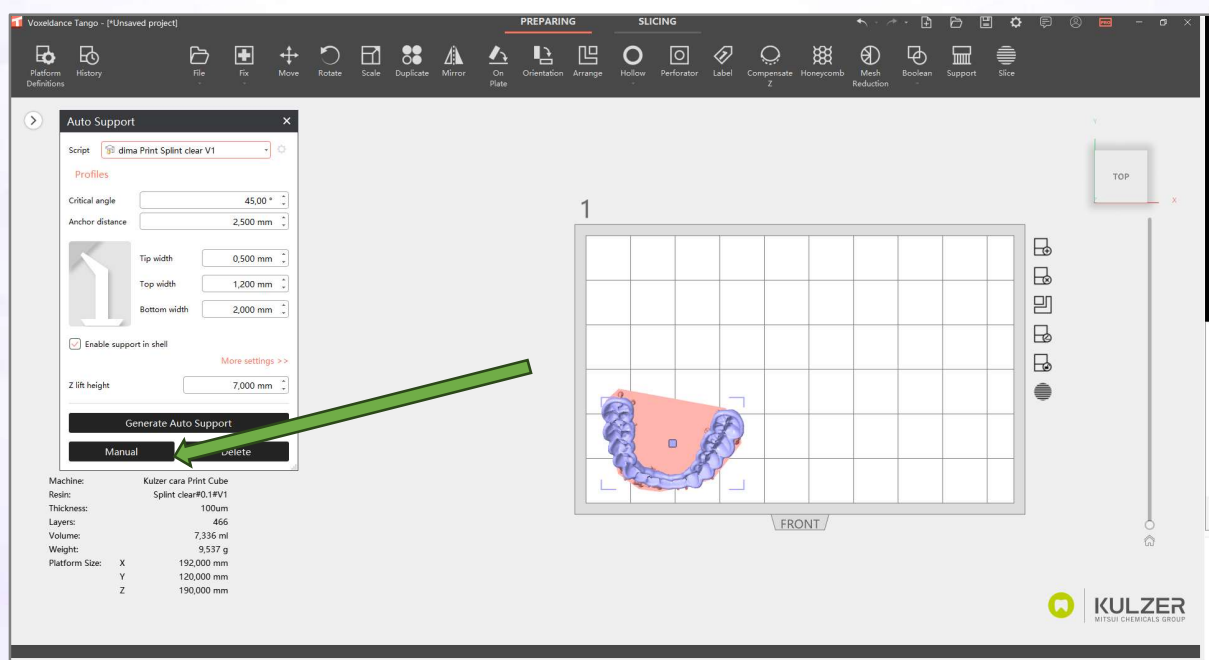 Voxeldance Tango - [*Unsaved project]
PREPARING
SLICING
PRO
Platform Definitions
History
File
Fix
Move
Rotate
Scale
Duplicate
Mirror
On Plate
Orientation
Arrange
Hollow
Perforator
Label
Compensate Z
Honeycomb
Mesh Reduction
Boolean
Support
Slice
Auto Support
Script dima Print Splint clear V1
Profiles
Critical angle 45,00 °
Anchor distance 2,500 mm
Tip width 0,500 mm
Top width 1,200 mm
Bottom width 2,000 mm
Enable support in shell
More settings >>
Z lift height 7,000 mm
Generate Auto Support
Manual
Delete
Machine: Kulzer cara Print Cube
Resin: Splint clear#0.1#V1
Thickness: 100um
Layers: 466
Volume: 7,336 ml
Weight: 9,537 g
Platform Size: X 192,000 mm
Y 120,000 mm
Z 190,000 mm
1
FRONT
Y
TOP
X
KULZER
MITSUI CHEMICALS GROUP